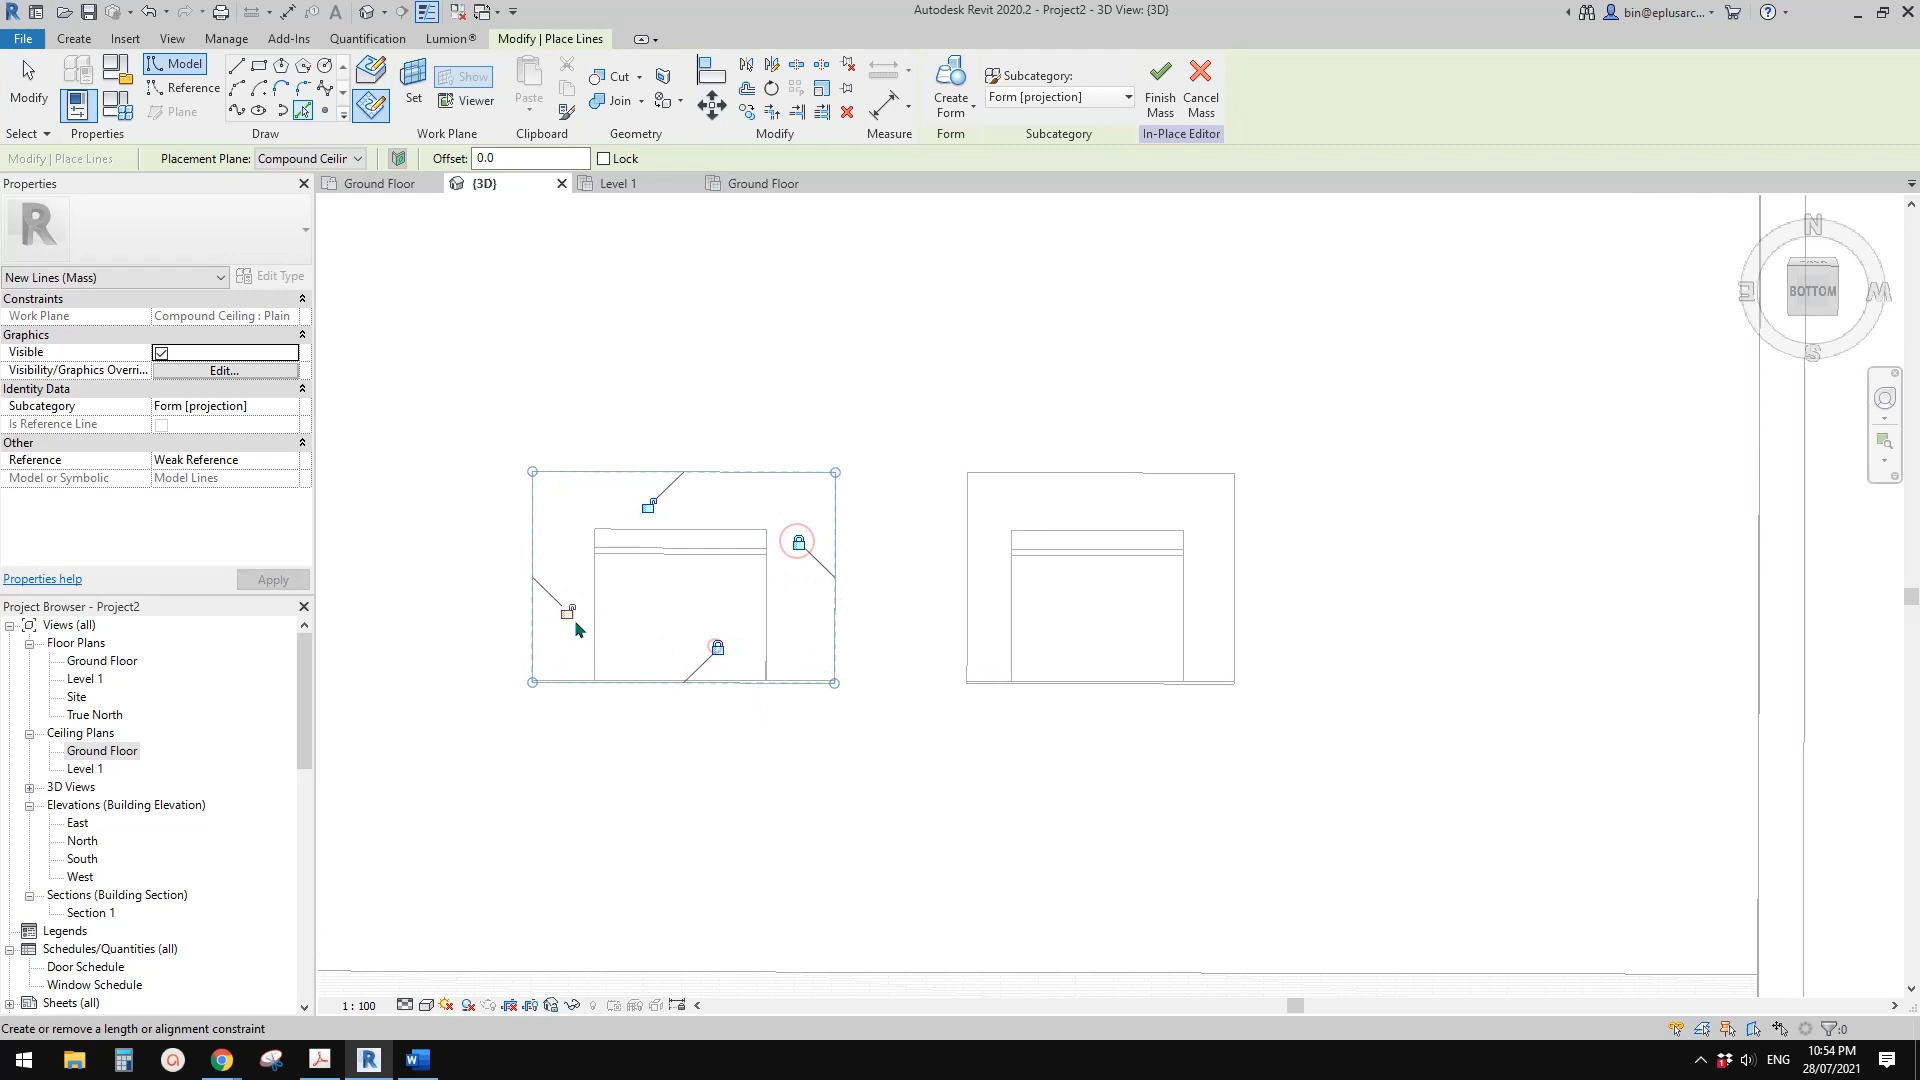 Autodesk Revit 2020.2 - Project2 - 3D View: {3D}
bin@eplusarc...
File Create Insert View Manage Add-Ins Quantification Lumion® Modify | Place Lines
Model
Reference
Plane
Show
Viewer
Cut
Join
Subcategory:
Form [projection]
Modify
Set
Paste
Create
Form
Finish
Mass
Cancel
Mass
Select Properties Draw Work Plane Clipboard Geometry Modify Measure Form Subcategory In-Place Editor
Modify | Place Lines Placement Plane: Compound Ceilir Offset: 0.0 Lock
Properties
Ground Floor {3D} Level 1 Ground Floor
R
New Lines (Mass) Edit Type
Constraints
Work Plane Compound Ceiling : Plain
Graphics
Visible
Visibility/Graphics Overri... Edit...
Identity Data
Subcategory Form [projection]
Is Reference Line
Other
Reference Weak Reference
Model or Symbolic Model Lines
Properties help Apply
Project Browser - Project2
Views (all)
Floor Plans
Ground Floor
Level 1
Site
True North
Ceiling Plans
Ground Floor
Level 1
3D Views
Elevations (Building Elevation)
East
North
South
West
Sections (Building Section)
Section 1
Legends
Schedules/Quantities (all)
Door Schedule
Window Schedule
Sheets (all)
N
E
BOTTOM
W
S
1 : 100
Create or remove a length or alignment constraint
:0
ENG
10:54 PM
28/07/2021